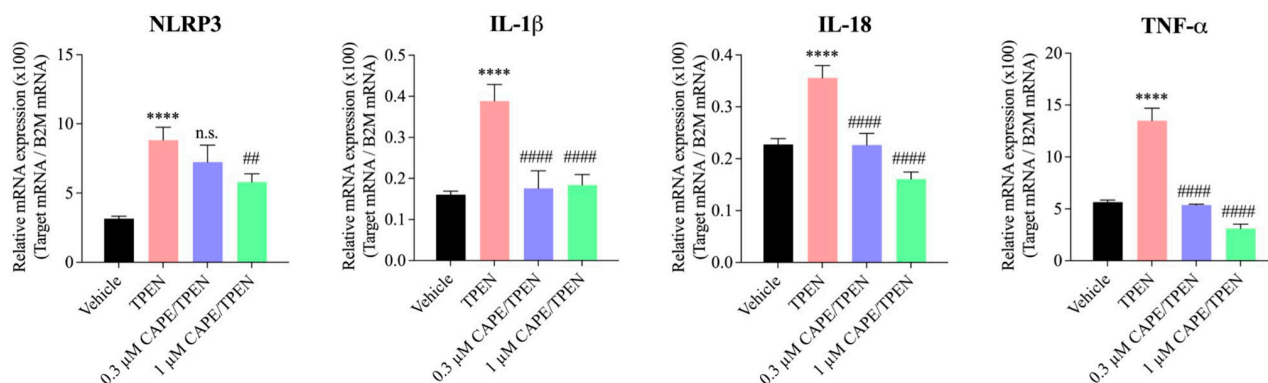 NLRP3
Relative mRNA expression (x100)
(Target mRNA / B2M mRNA)
15
10
5
0
****
n.s.
##
Vehicle
TPEN
0.3 μM CAPE/TPEN
1 μM CAPE/TPEN
IL-1β
Relative mRNA expression (x100)
(Target mRNA / B2M mRNA)
0.5
0.4
0.3
0.2
0.1
0.0
****
####
####
Vehicle
TPEN
0.3 μM CAPE/TPEN
1 μM CAPE/TPEN
IL-18
Relative mRNA expression (x100)
(Target mRNA / B2M mRNA)
0.4
0.3
0.2
0.1
0.0
****
####
####
Vehicle
TPEN
0.3 μM CAPE/TPEN
1 μM CAPE/TPEN
TNF-α
Relative mRNA expression (x100)
(Target mRNA / B2M mRNA)
20
15
10
5
0
****
####
####
Vehicle
TPEN
0.3 μM CAPE/TPEN
1 μM CAPE/TPEN